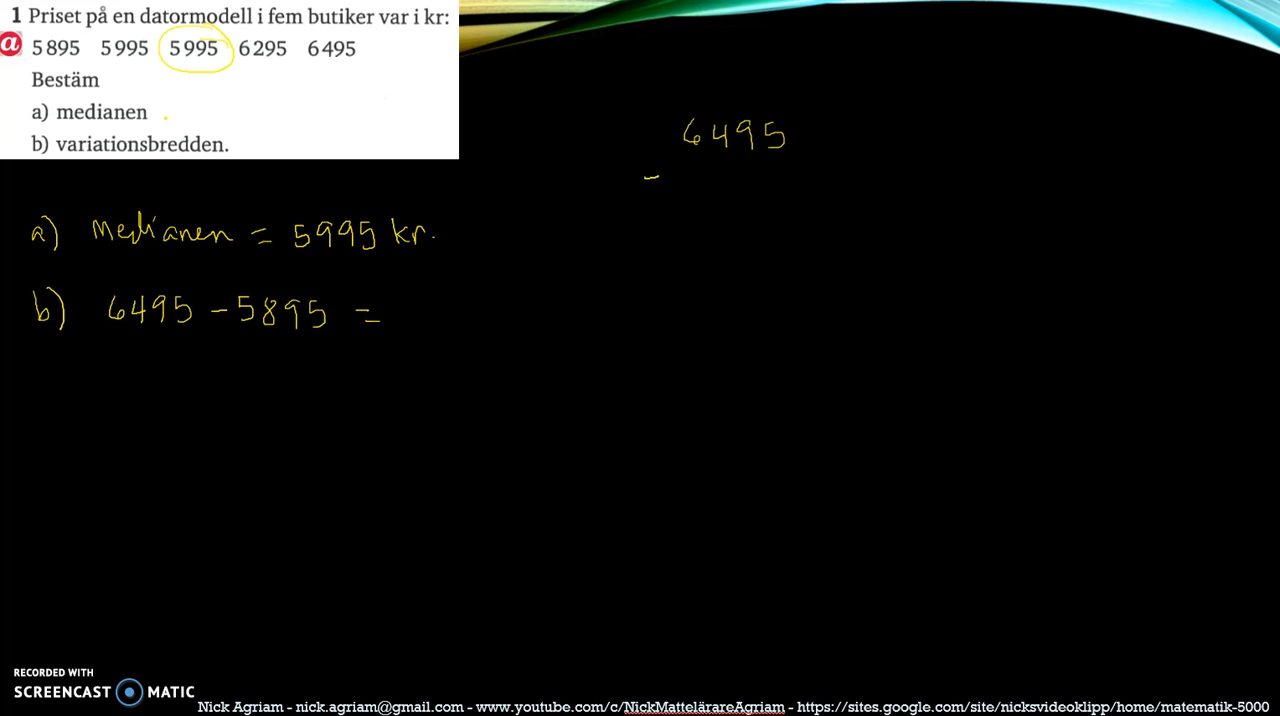 1 Priset på en datormodell i fem butiker var i kr:
a 5 895 5 995 5 995 6 295 6 495
Bestäm
a) medianen
b) variationsbredden.
6495
-
a) Medianen = 5995 kr.
b) 6495 - 5895 =
RECORDED WITH
SCREENCAST MATIC
Nick Agriam - nick.agriam@gmail.com - www.youtube.com/c/NickMattelärareAgriam - https://sites.google.com/site/nicksvideoklipp/home/matematik-5000